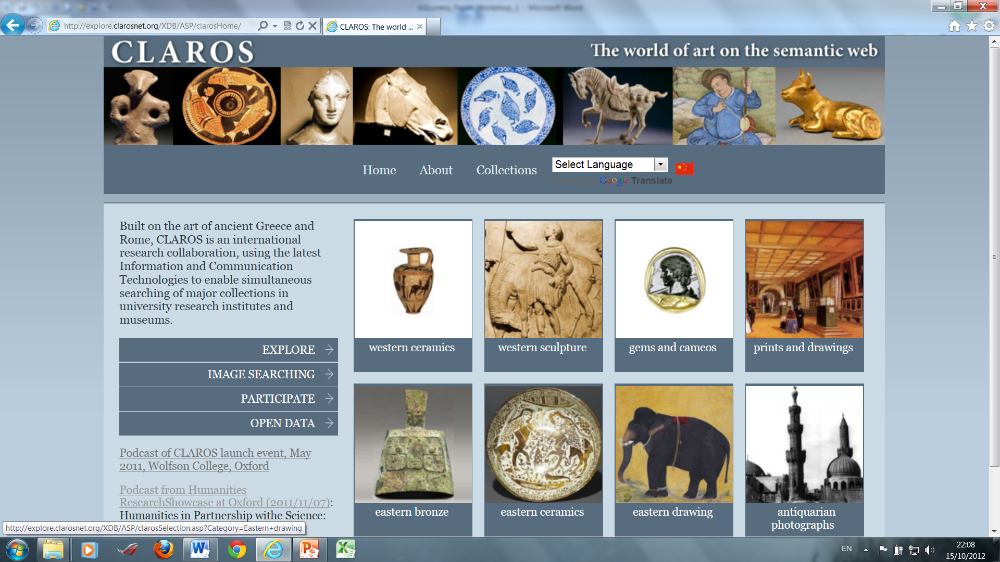 KGLorenz_Paper_Workshop_1 - Microsoft Word
http://explore.clarosnet.org/XDB/ASP/clarosHome/
CLAROS: The world ...
CLAROS
The world of art on the semantic web
Home
About
Collections
Select Language
Powered by Google Translate
Built on the art of ancient Greece and
Rome, CLAROS is an international
research collaboration, using the latest
Information and Communication
Technologies to enable simultaneous
searching of major collections in
university research institutes and
museums.
EXPLORE
IMAGE SEARCHING
PARTICIPATE
OPEN DATA
Podcast of CLAROS launch event, May
2011, Wolfson College, Oxford
Podcast from Humanities
ResearchShowcase at Oxford (2011/11/07):
Humanities in Partnership withe Science:
western ceramics
western sculpture
gems and cameos
prints and drawings
eastern bronze
eastern ceramics
eastern drawing
antiquarian
photographs
http://explore.clarosnet.org/XDB/ASP/clarosSelection.asp?Category=Eastern+drawing
EN
22:08
15/10/2012